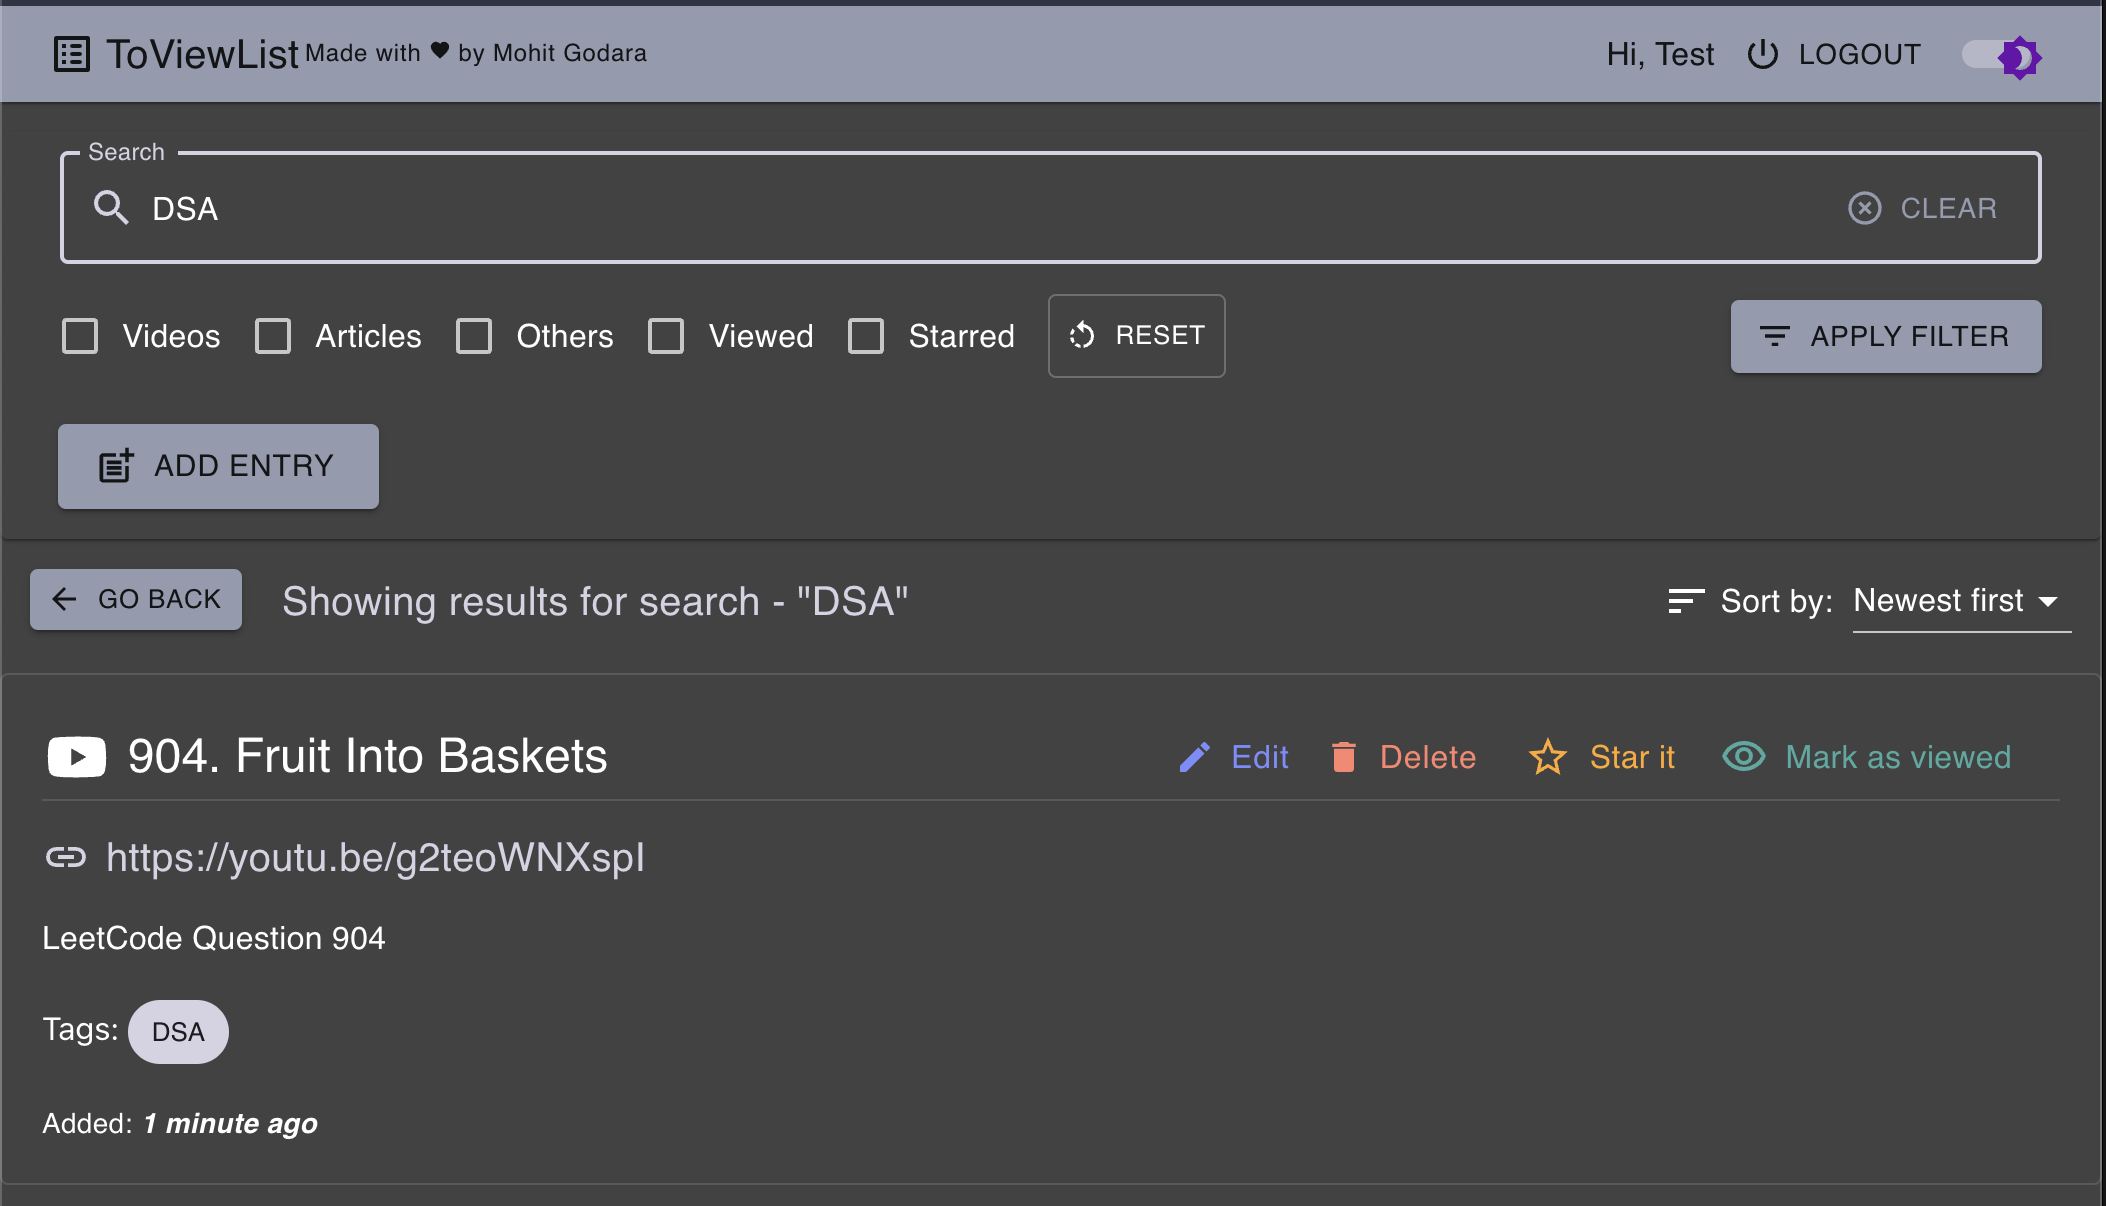 ToViewList Made with ♥ by Mohit Godara Hi, Test LOGOUT
Search
DSA CLEAR
Videos Articles Others Viewed Starred RESET APPLY FILTER
ADD ENTRY
GO BACK Showing results for search - "DSA" Sort by: Newest first
904. Fruit Into Baskets Edit Delete Star it Mark as viewed
https://youtu.be/g2teoWNXspI
LeetCode Question 904
Tags: DSA
Added: 1 minute ago